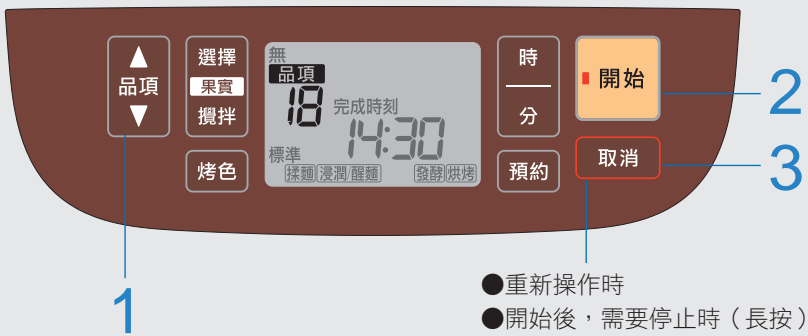 ▲
品項
▼
選擇
果實
攪拌
烤色
無
品項
18
完成時刻
14:30
標準
揉麵 浸潤/醒麵 發酵 烘烤
時
分
預約
開始
取消
1
2
3
●重新操作時
●開始後，需要停止時（長按）